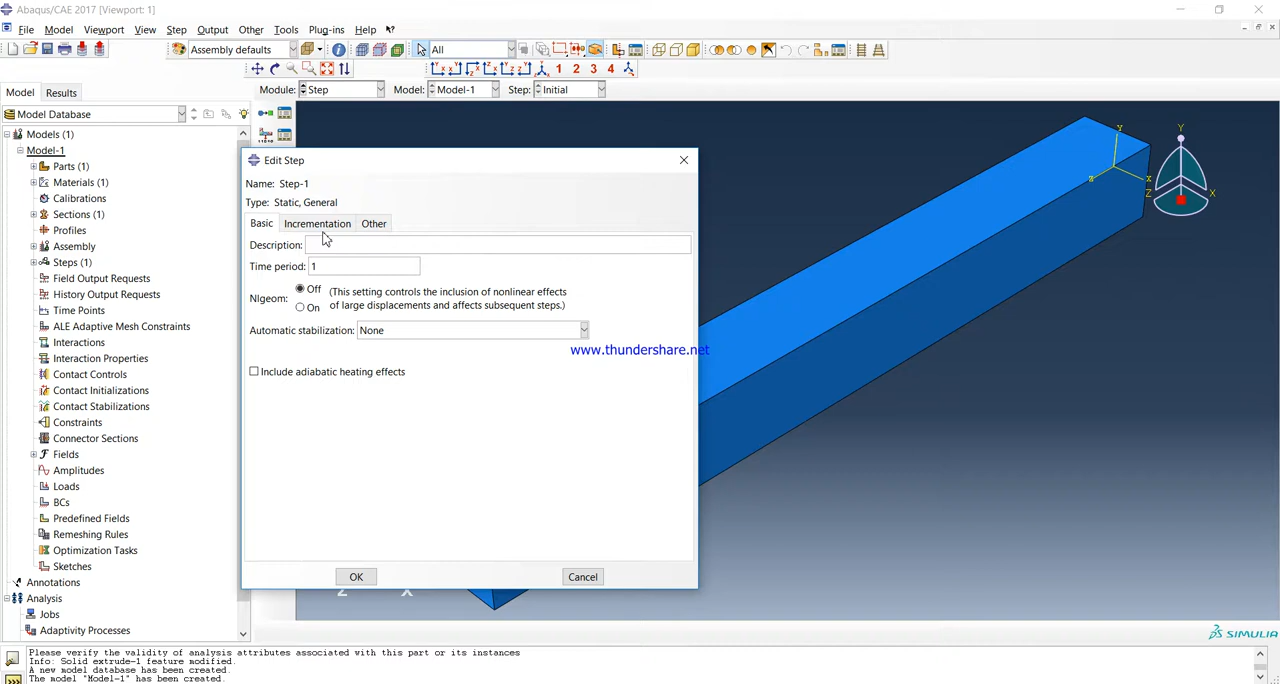 Abaqus/CAE 2017 [Viewport: 1]
File Model Viewport View Step Output Other Tools Plug-ins Help
Assembly defaults All
1 2 3 4
Model Results Module: Step Model: Model-1 Step: Initial
Model Database
Models (1)
Model-1
Parts (1)
Materials (1)
Calibrations
Sections (1)
Profiles
Assembly
Steps (1)
Field Output Requests
History Output Requests
Time Points
ALE Adaptive Mesh Constraints
Interactions
Interaction Properties
Contact Controls
Contact Initializations
Contact Stabilizations
Constraints
Connector Sections
Fields
Amplitudes
Loads
BCs
Predefined Fields
Remeshing Rules
Optimization Tasks
Sketches
Annotations
Analysis
Jobs
Adaptivity Processes
Edit Step
Name: Step-1
Type: Static, General
Basic Incrementation Other
Description:
Time period: 1
Nlgeom: Off (This setting controls the inclusion of nonlinear effects
On of large displacements and affects subsequent steps.)
Automatic stabilization: None
www.thundershare.net
Include adiabatic heating effects
OK Cancel
Y
Z X
Y
Z X
Z X
SIMULIA
Please verify the validity of analysis attributes associated with this part or its instances
Info: Solid extrude-1 feature modified.
A new model database has been created.
The model "Model-1" has been created.